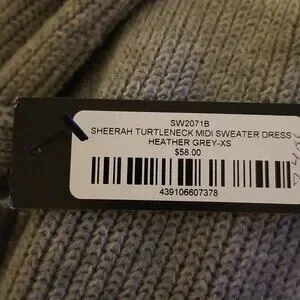 SW2071B
SHEERAH TURTLENECK MIDI SWEATER DRESS
HEATHER GREY-XS
$58.00
439106607378